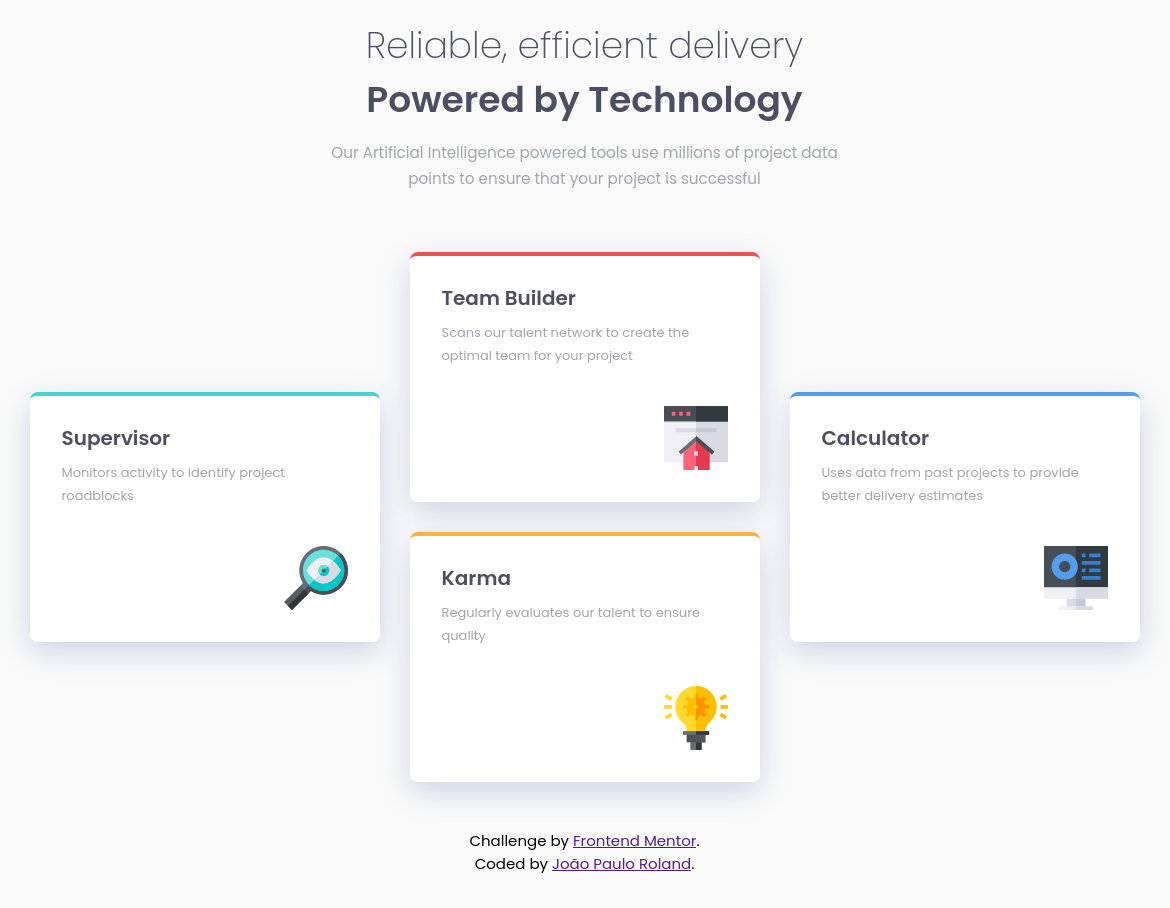 Reliable, efficient delivery
Powered by Technology
Our Artificial Intelligence powered tools use millions of project data
points to ensure that your project is successful
Supervisor
Monitors activity to identify project
roadblocks
Team Builder
Scans our talent network to create the
optimal team for your project
Karma
Regularly evaluates our talent to ensure
quality
Calculator
Uses data from past projects to provide
better delivery estimates
Challenge by Frontend Mentor.
Coded by João Paulo Roland.